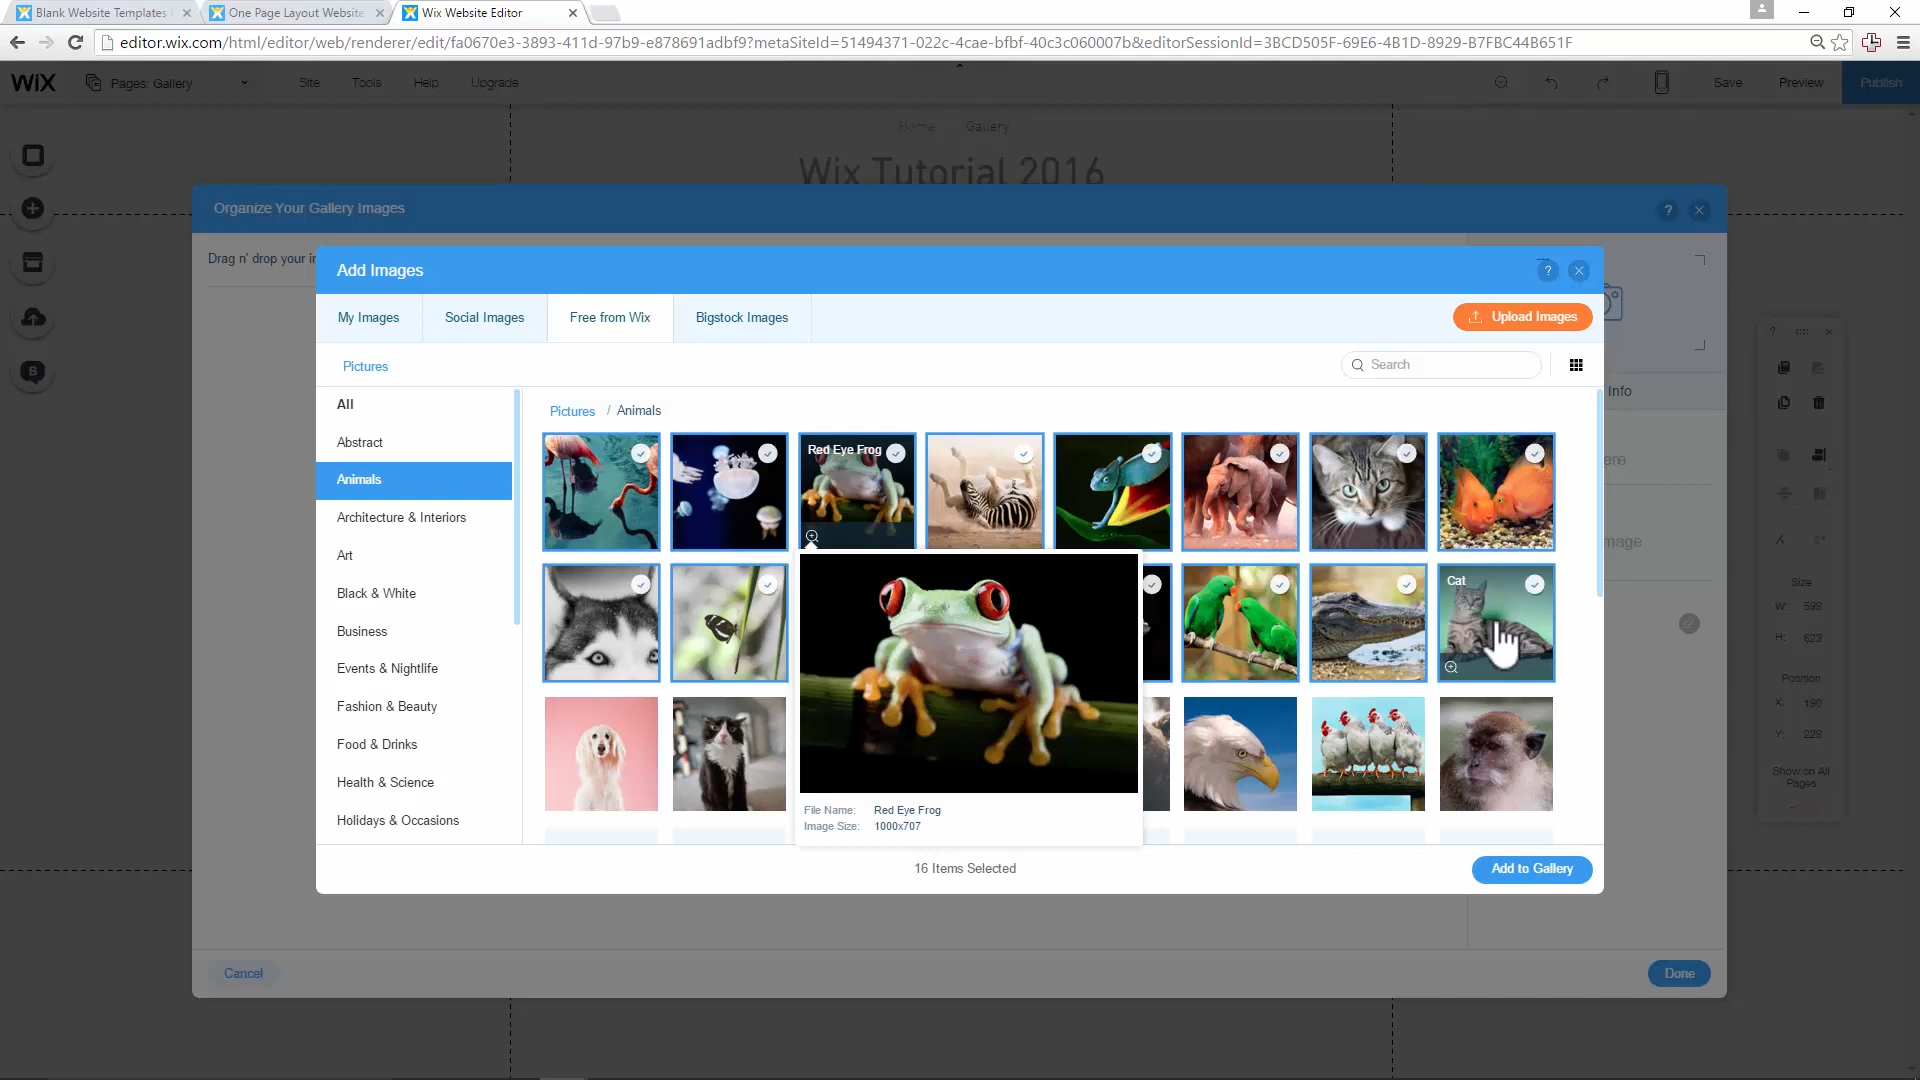 Blank Website Templates
One Page Layout Website
Wix Website Editor
editor.wix.com/html/editor/web/renderer/edit/fa0670e3-3893-411d-97b9-e878691adbf9?metaSiteId=51494371-022c-4cae-bfbf-40c3c060007b&editorSessionId=3BCD505F-69E6-4B1D-8929-B7FBC44B651F
WiX
Pages: Gallery
Site
Tools
Help
Upgrade
Save
Preview
Publish
Home
Gallery
Wix Tutorial 2016
Organize Your Gallery Images
?
Drag n' drop your
Add Images
?
My Images
Social Images
Free from Wix
Bigstock Images
Upload Images
Pictures
Search
Info
All
Abstract
Animals
Architecture & Interiors
Art
Black & White
Business
Events & Nightlife
Fashion & Beauty
Food & Drinks
Health & Science
Holidays & Occasions
Pictures / Animals
Red Eye Frog
Cat
File Name: Red Eye Frog
Image Size: 1000x707
16 Items Selected
Add to Gallery
Cancel
Done
B
?
Size
W: 599
H: 623
Position
X: 190
Y: 229
Show on All
Pages